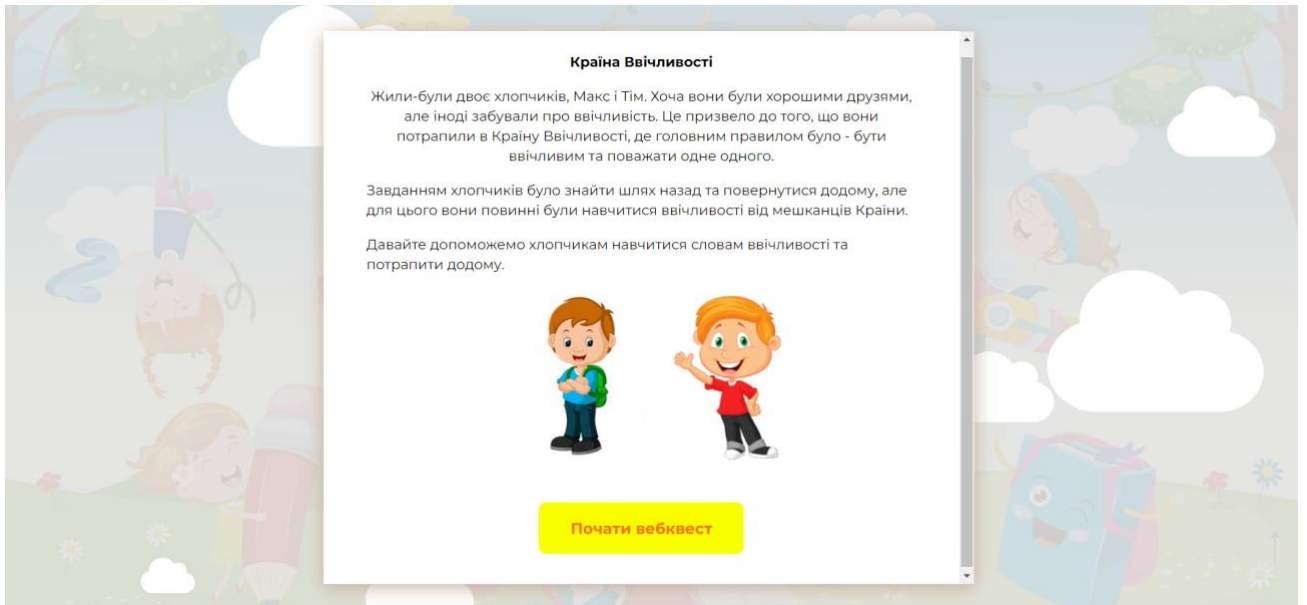 Країна Ввічливості
Жили-були двоє хлопчиків, Макс і Тім. Хоча вони були хорошими друзями,
але іноді забували про ввічливість. Це призвело до того, що вони
потрапили в Країну Ввічливості, де головним правилом було - бути
ввічливим та поважати одне одного.
Завданням хлопчиків було знайти шлях назад та повернутися додому, але
для цього вони повинні були навчитися ввічливості від мешканців Країни.
Давайте допоможемо хлопчикам навчитися словам ввічливості та
потрапити додому.
Почати вебквест